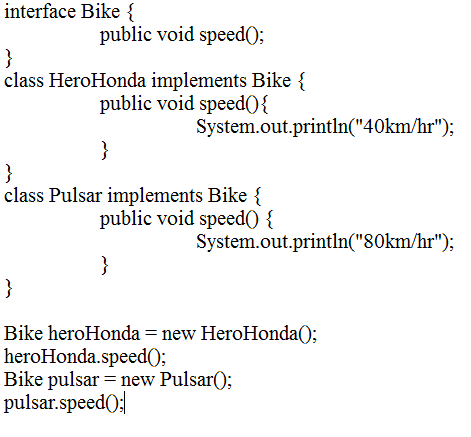 interface Bike {
public void speed();
}
class HeroHonda implements Bike {
public void speed(){
System.out.println("40km/hr");
}
}
class Pulsar implements Bike {
public void speed() {
System.out.println("80km/hr");
}
}
Bike heroHonda = new HeroHonda();
heroHonda.speed();
Bike pulsar = new Pulsar();
pulsar.speed();